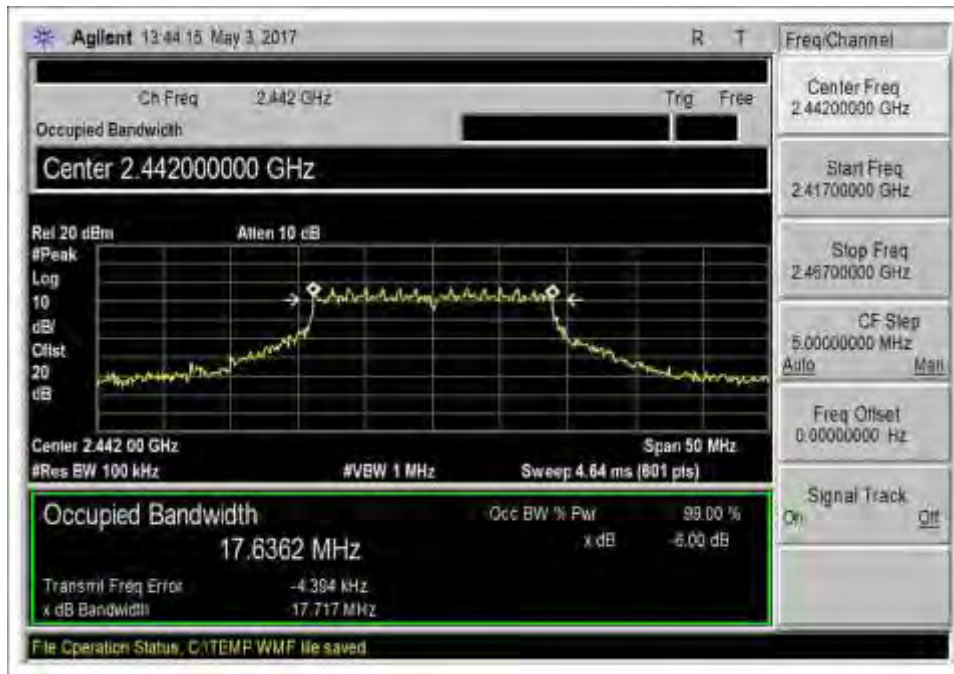 Agilent 13:44:15 May 3, 2017 R T
Freq/Channel
Ch Freq 2.442 GHz Trig Free
Occupied Bandwidth
Center 2.442000000 GHz
Ref 20 dBm Atten 10 dB
#Peak
Log
10
dB/
Offst
20
dB
Center 2.442 00 GHz Span 50 MHz
#Res BW 100 kHz #VBW 1 MHz Sweep 4.64 ms (601 pts)
Occupied Bandwidth Occ BW % Pwr 99.00 %
17.6362 MHz x dB -6.00 dB
Transmit Freq Error -4.394 kHz
x dB Bandwidth 17.717 MHz
File Operation Status, C:\TEMP.WMF file saved
Center Freq
2.44200000 GHz
Start Freq
2.41700000 GHz
Stop Freq
2.46700000 GHz
CF Step
5.00000000 MHz
Auto Man
Freq Offset
0.00000000 Hz
Signal Track
On Off